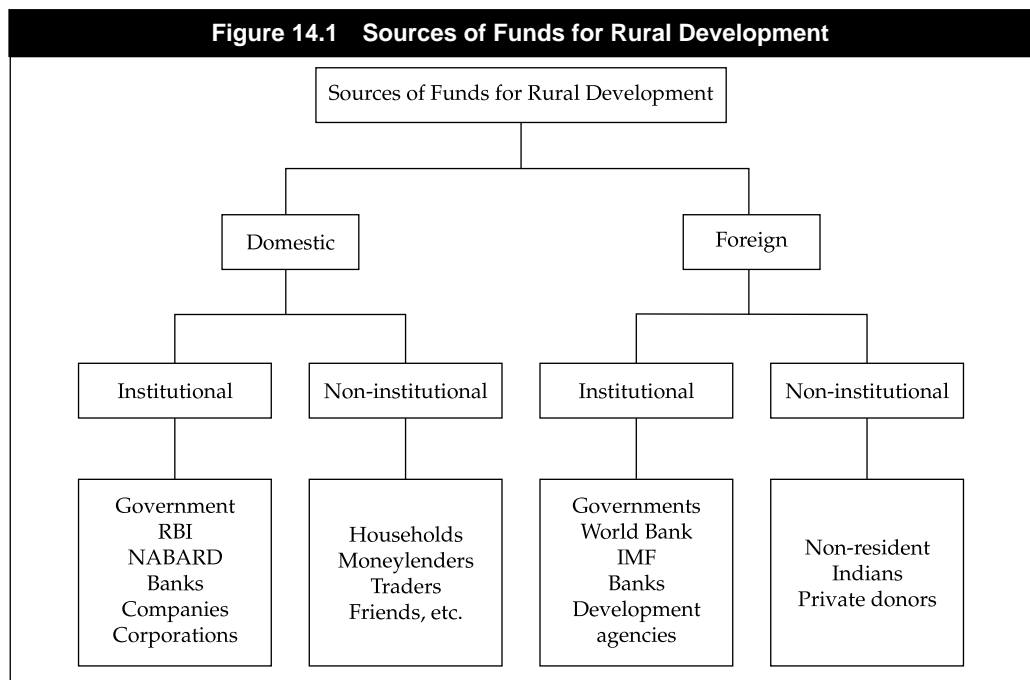 Figure 14.1 Sources of Funds for Rural Development
Sources of Funds for Rural Development
Domestic
Foreign
Institutional
Non-institutional
Institutional
Non-institutional
Government
RBI
NABARD
Banks
Companies
Corporations
Households
Moneylenders
Traders
Friends, etc.
Governments
World Bank
IMF
Banks
Development
agencies
Non-resident
Indians
Private donors